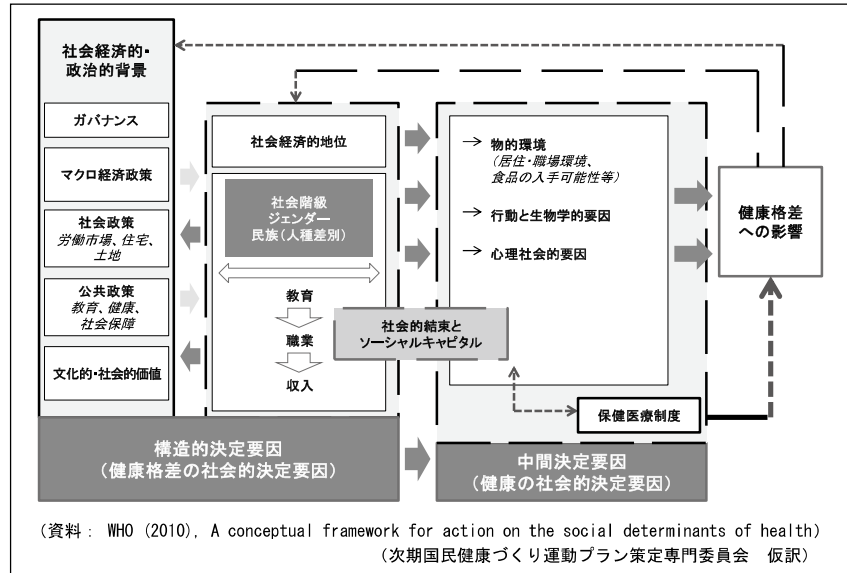 社会経済的・
政治的背景
ガバナンス
マクロ経済政策
社会政策
労働市場、住宅、
土地
公共政策
教育、健康、
社会保障
文化的・社会的価値
社会経済的地位
社会階級
ジェンダー
民族（人種差別）
教育
職業
収入
社会的結束と
ソーシャルキャピタル
→ 物的環境
（居住・職場環境、
食品の入手可能性等）
→ 行動と生物学的要因
→ 心理社会的要因
保健医療制度
健康格差
への影響
構造的決定要因
（健康格差の社会的決定要因）
中間決定要因
（健康の社会的決定要因）
（資料： WHO (2010), A conceptual framework for action on the social determinants of health）
（次期国民健康づくり運動プラン策定専門委員会　仮訳）